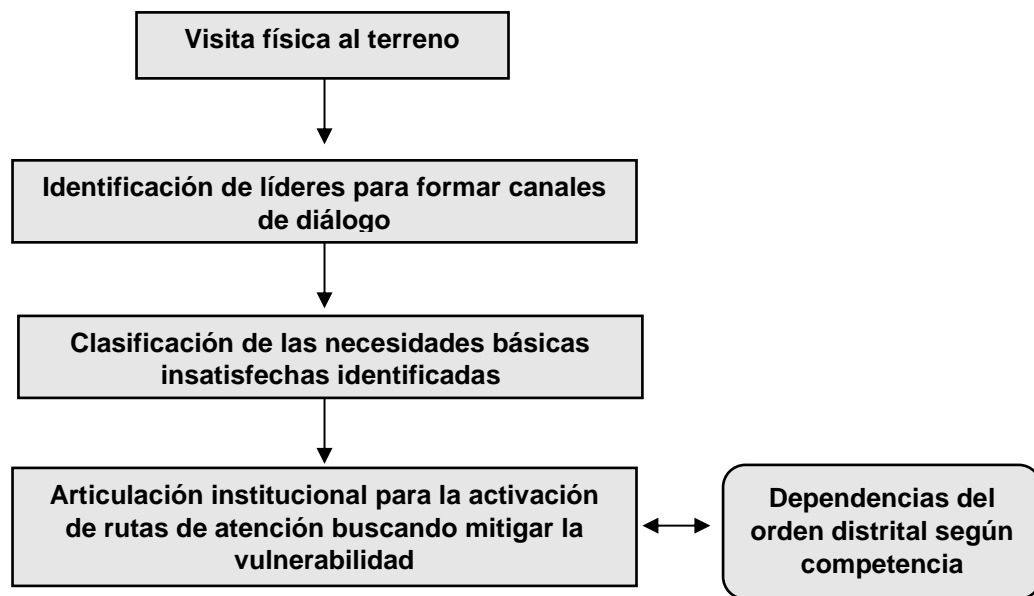 Visita física al terreno
Identificación de líderes para formar canales
de diálogo
Clasificación de las necesidades básicas
insatisfechas identificadas
Articulación institucional para la activación
de rutas de atención buscando mitigar la
vulnerabilidad
Dependencias del
orden distrital según
competencia